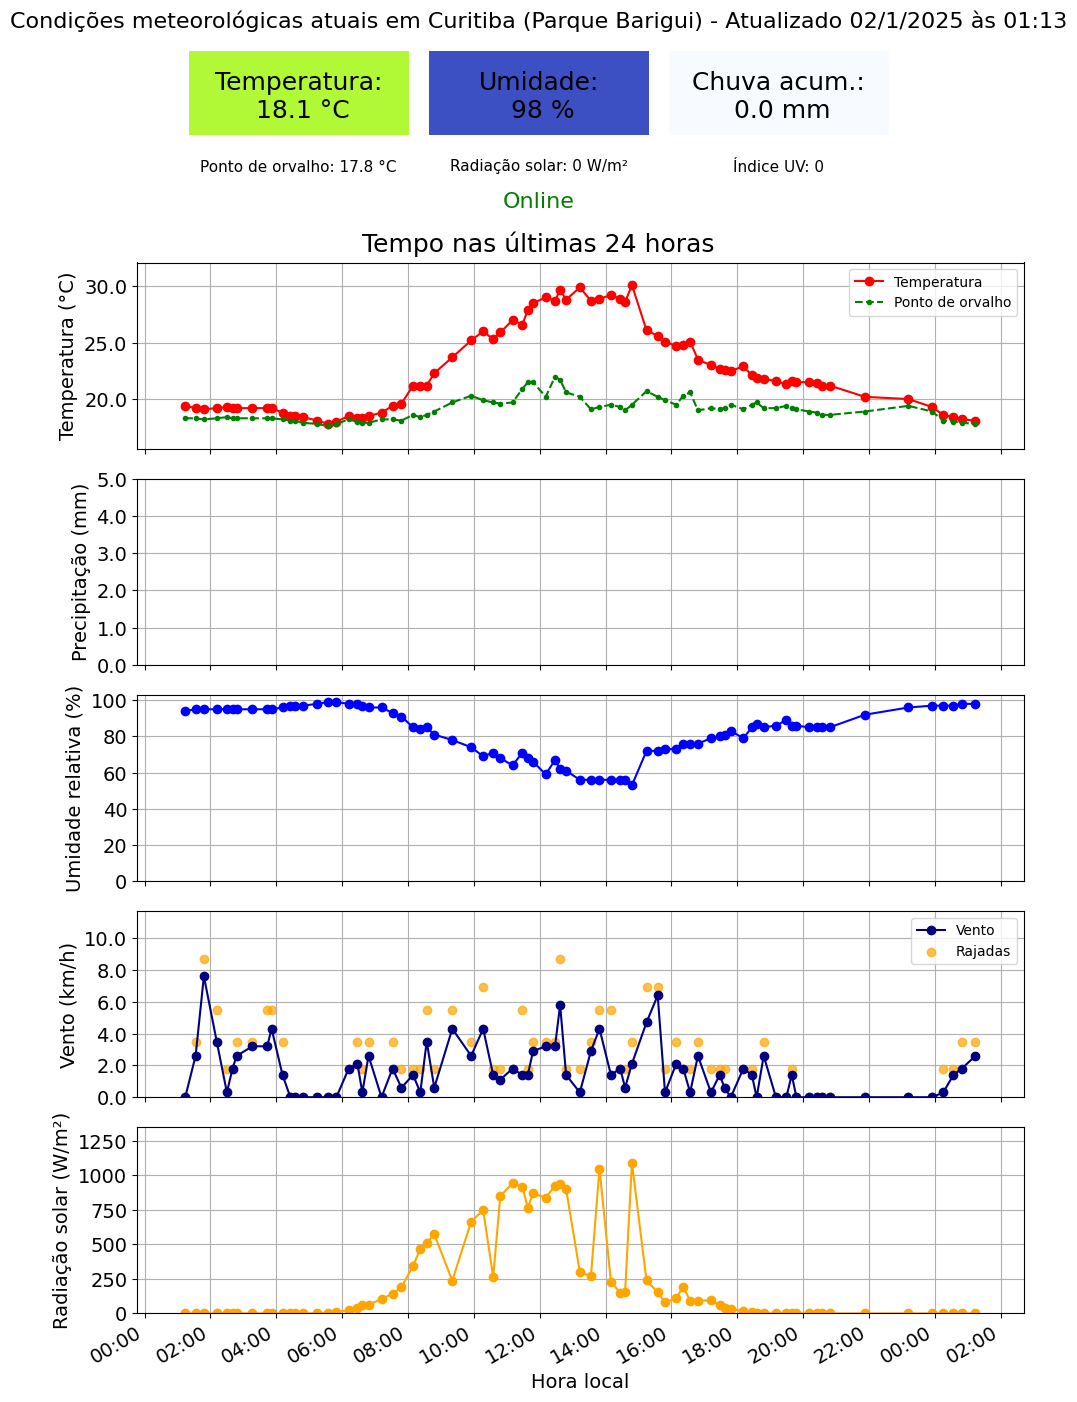 Condições meteorológicas atuais em Curitiba (Parque Barigui) - Atualizado 02/1/2025 às 01:13
Temperatura:
18.1 °C
Umidade:
98 %
Chuva acum.:
0.0 mm
Ponto de orvalho: 17.8 °C
Radiação solar: 0 W/m²
Índice UV: 0
Online
Tempo nas últimas 24 horas
Temperatura (°C)
30.0
25.0
20.0
Temperatura
Ponto de orvalho
Precipitação (mm)
5.0
4.0
3.0
2.0
1.0
0.0
Umidade relativa (%)
100
80
60
40
20
0
Vento (km/h)
10.0
8.0
6.0
4.0
2.0
0.0
Vento
Rajadas
Radiação solar (W/m²)
1250
1000
750
500
250
0
00:00
02:00
04:00
06:00
08:00
10:00
12:00
14:00
16:00
18:00
20:00
22:00
00:00
02:00
Hora local